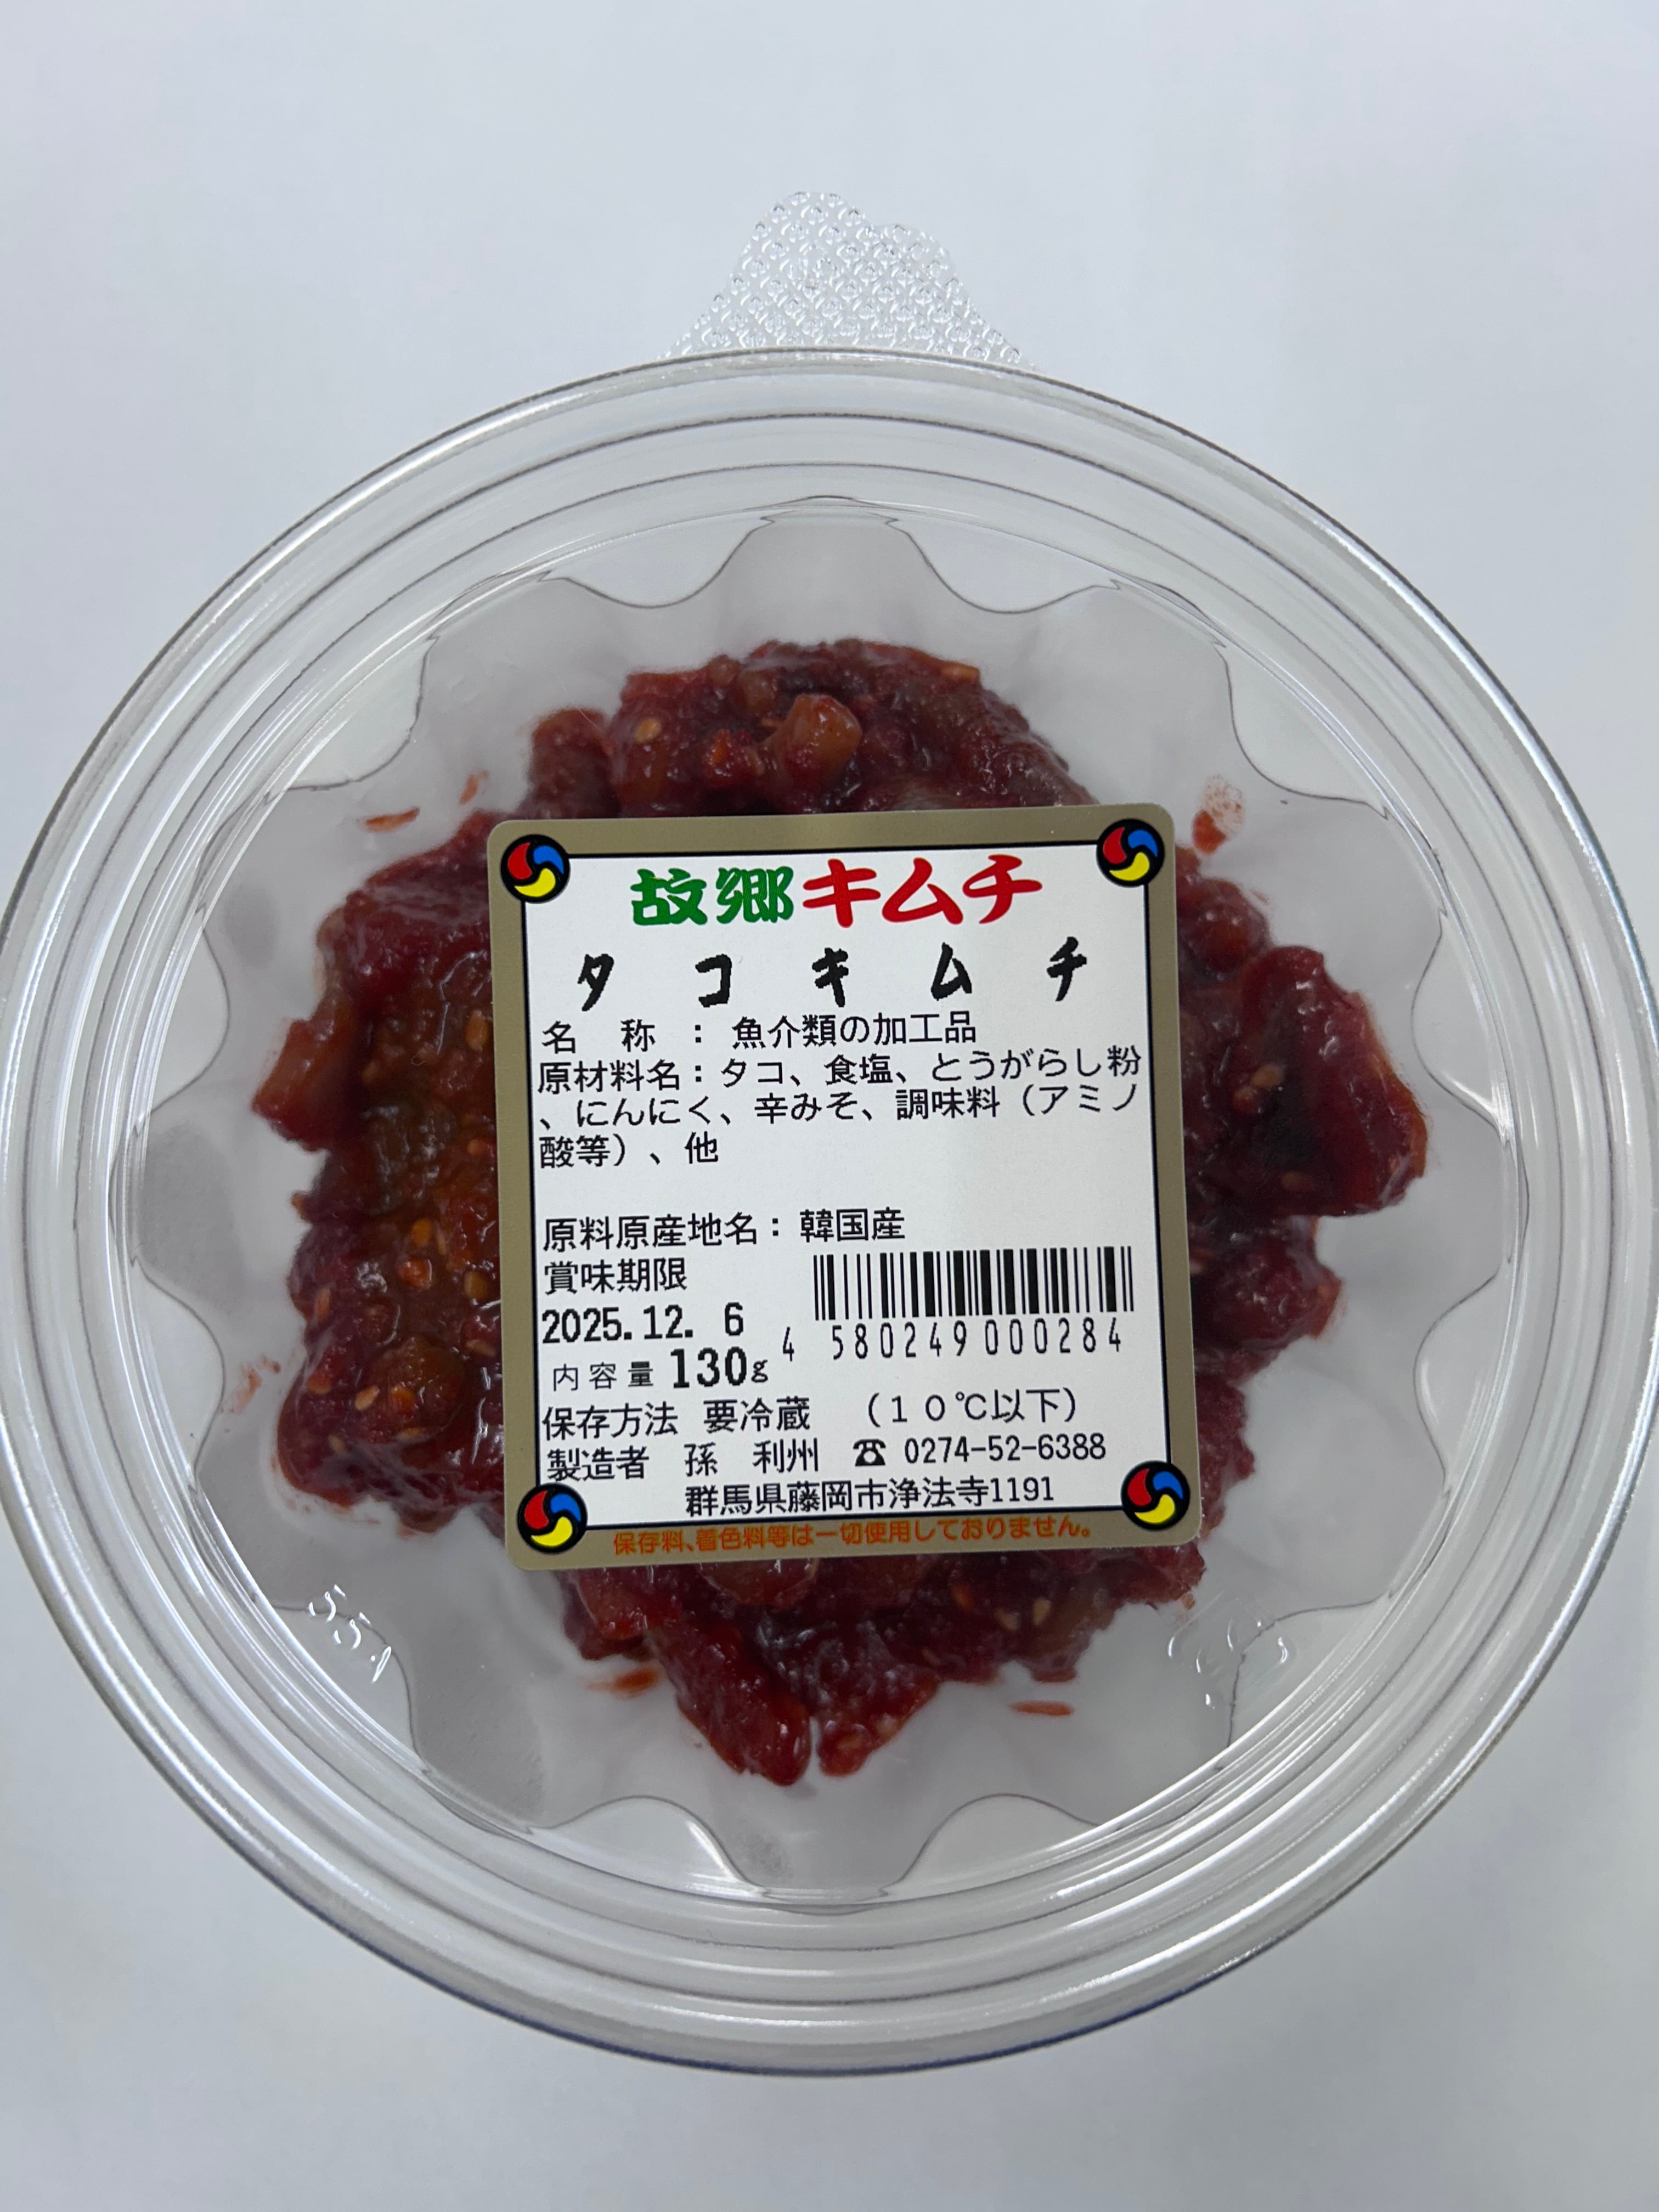 故郷キムチ
タコキムチ
名　称　：　魚介類の加工品
原材料名：タコ、食塩、とうがらし粉
、にんにく、辛みそ、調味料（アミノ
酸等）、他
原料原産地名：韓国産
賞味期限
2025.12. 6
4 580249 000284
内容量 130g
保存方法 要冷蔵　（１０℃以下）
製造者　孫　利州　☎ 0274-52-6388
群馬県藤岡市浄法寺1191
保存料、着色料等は一切使用しておりません。